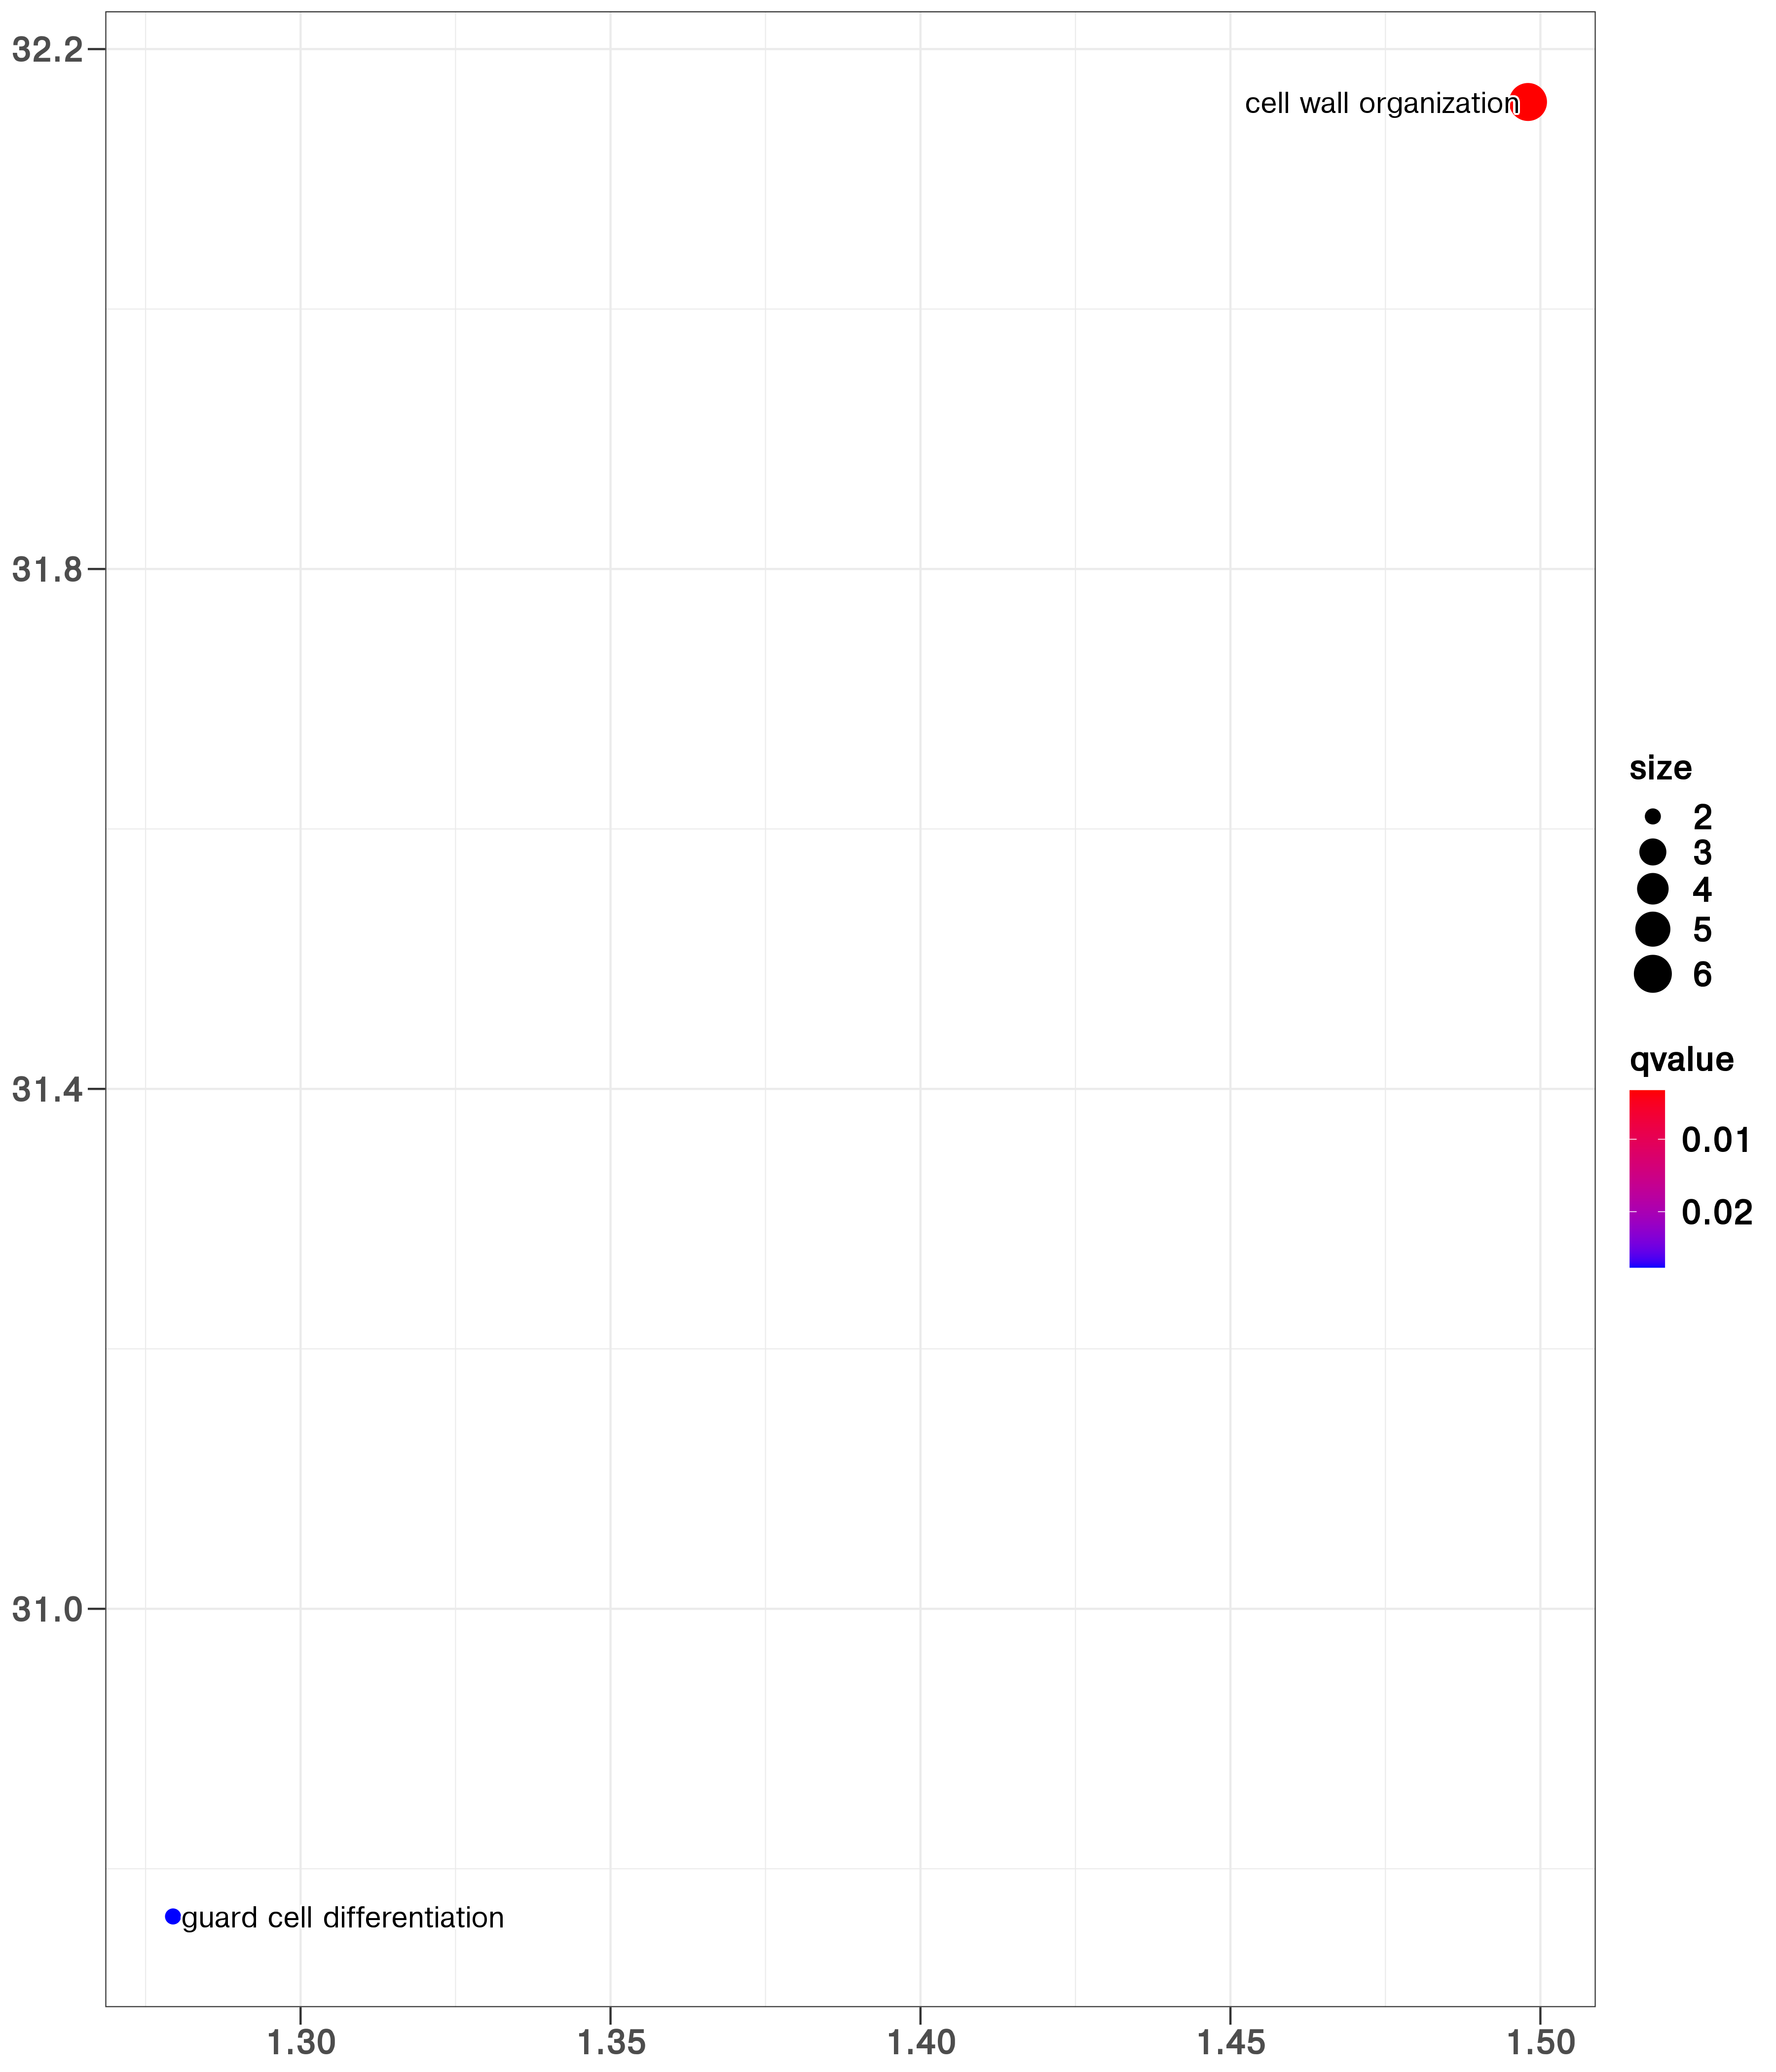 32.2
cell wall organization
31.8
31.4
31.0
guard cell differentiation
1.30 1.35 1.40 1.45 1.50
size
2
3
4
5
6
qvalue
0.01
0.02